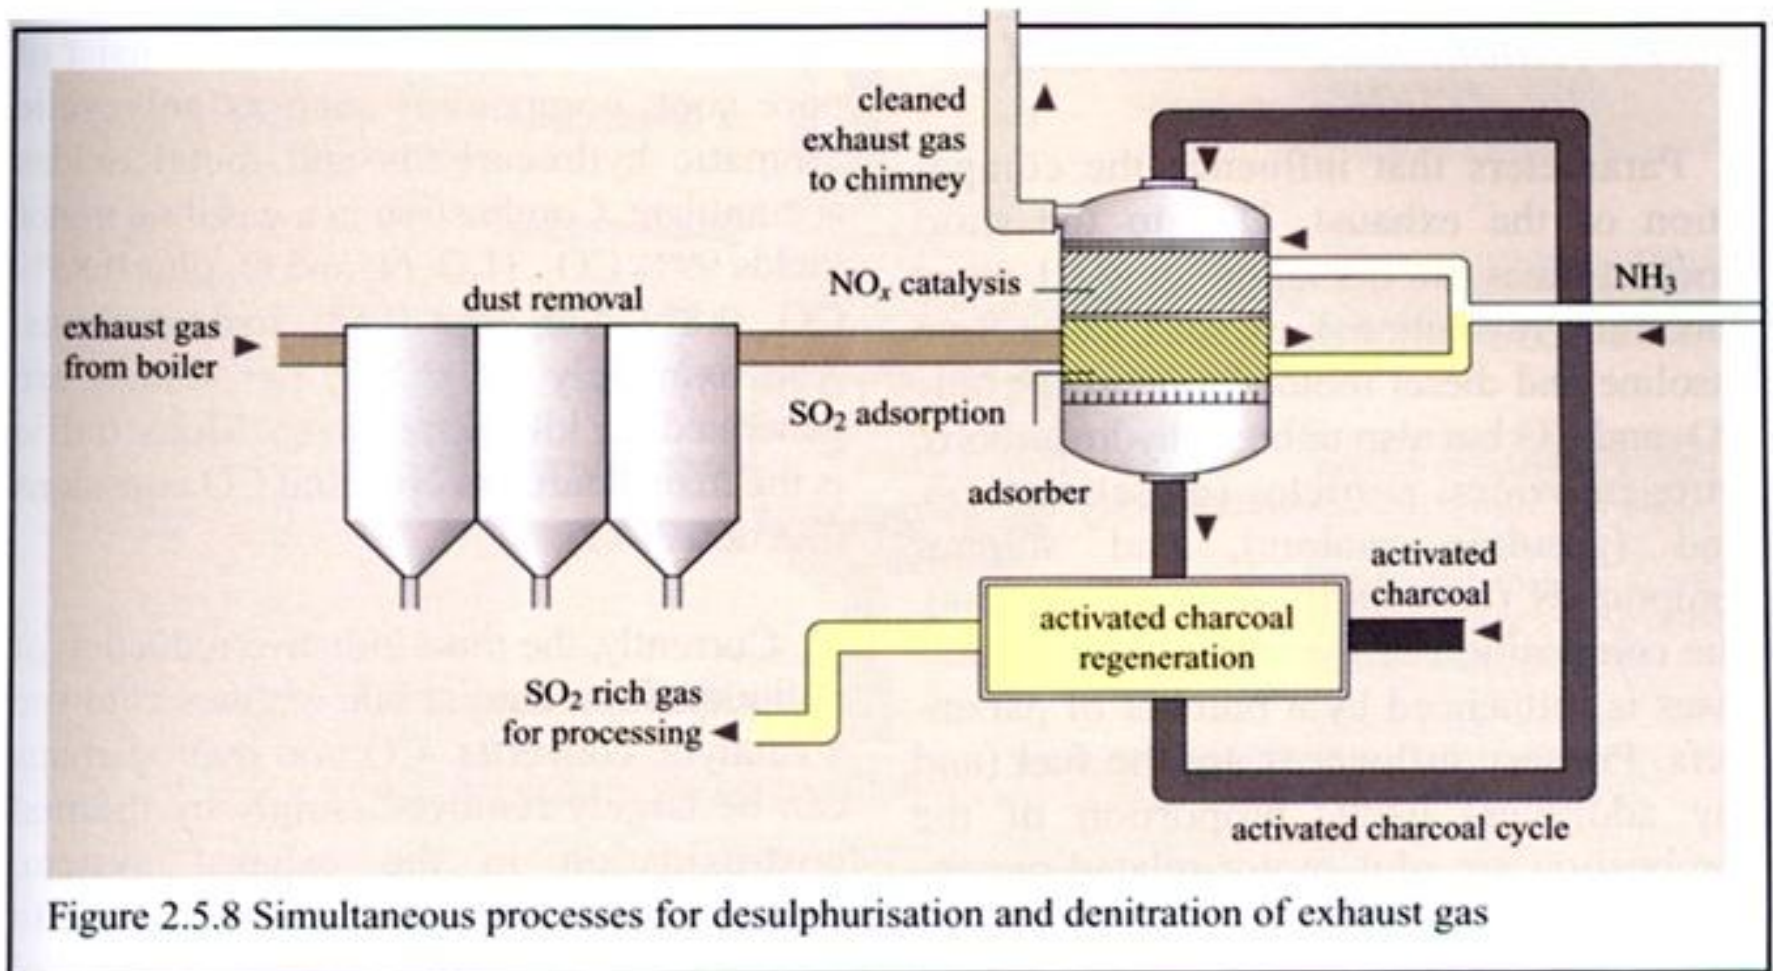 cleaned
exhaust gas
to chimney
NOₓ catalysis
NH₃
dust removal
exhaust gas
from boiler
SO₂ adsorption
adsorber
activated
charcoal
activated charcoal
regeneration
SO₂ rich gas
for processing
activated charcoal cycle
Figure 2.5.8 Simultaneous processes for desulphurisation and denitration of exhaust gas